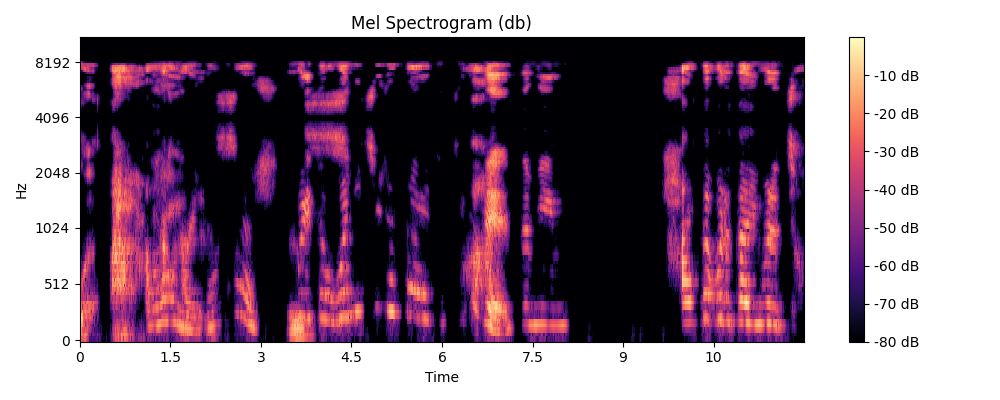 Mel Spectrogram (db)
8192
4096
2048
1024
512
0
Hz
0 1.5 3 4.5 6 7.5 9 10
Time
-10 dB
-20 dB
-30 dB
-40 dB
-50 dB
-60 dB
-70 dB
-80 dB